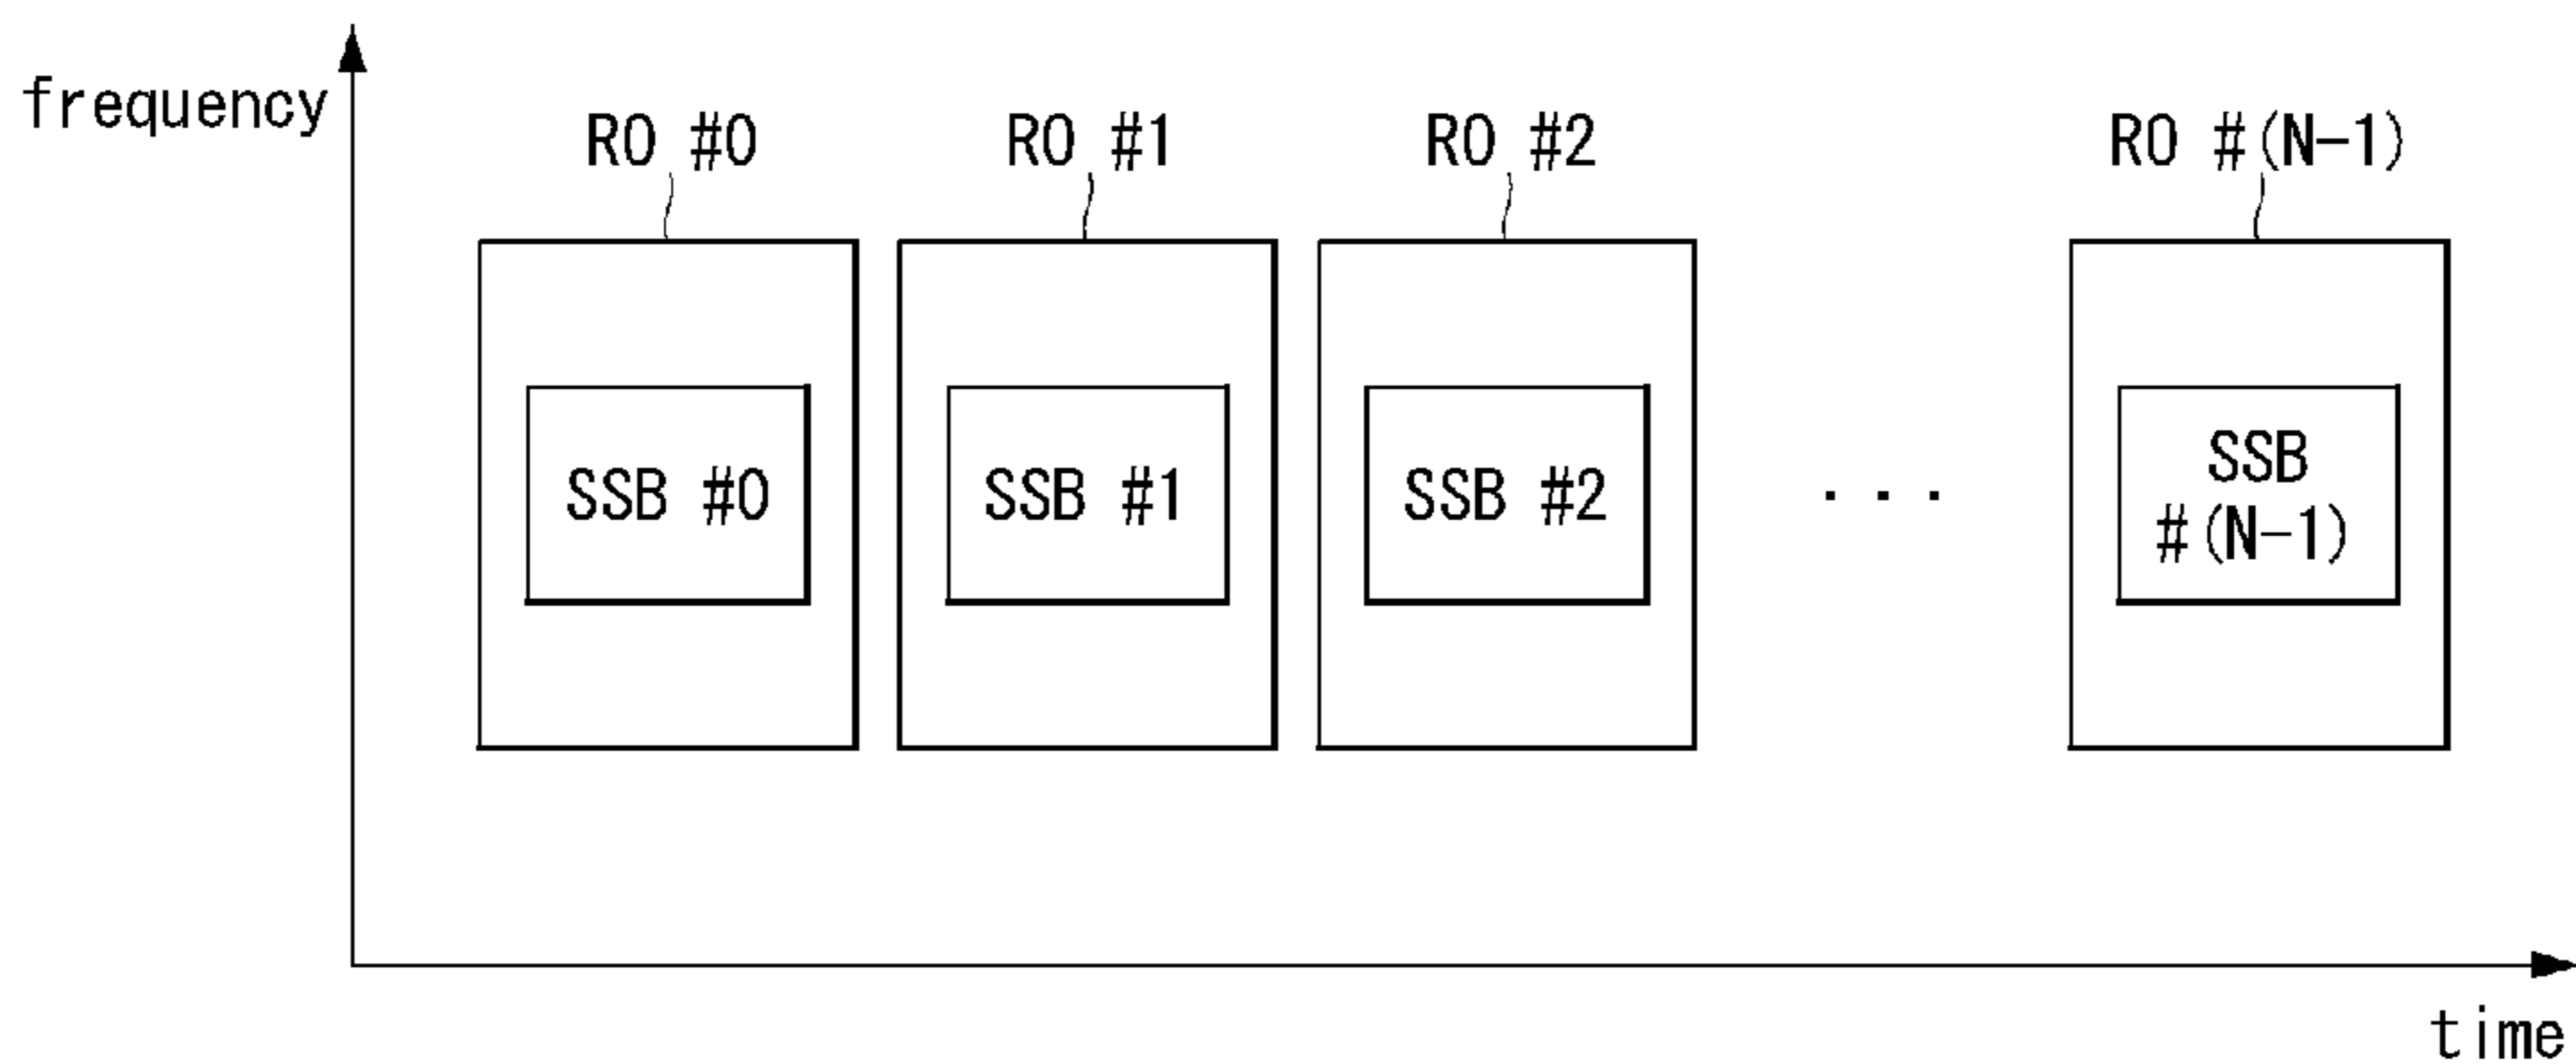 frequency
RO #0
RO #1
RO #2
RO #(N-1)
SSB #0
SSB #1
SSB #2
...
SSB
#(N-1)
time